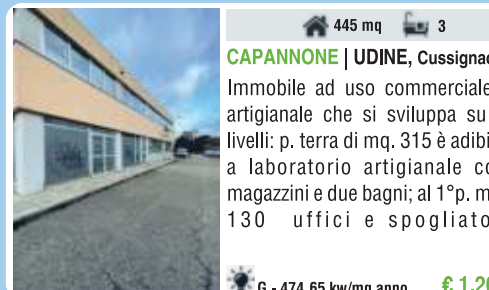 445 mq 3
CAPANNONE | UDINE, Cussignac
Immobile ad uso commerciale
artigianale che si sviluppa su
livelli: p. terra di mq. 315 è adibi
a laboratorio artigianale co
magazzini e due bagni; al 1°p. m
130 uffici e spogliato
G - 474,65 kw/mq anno € 1.20